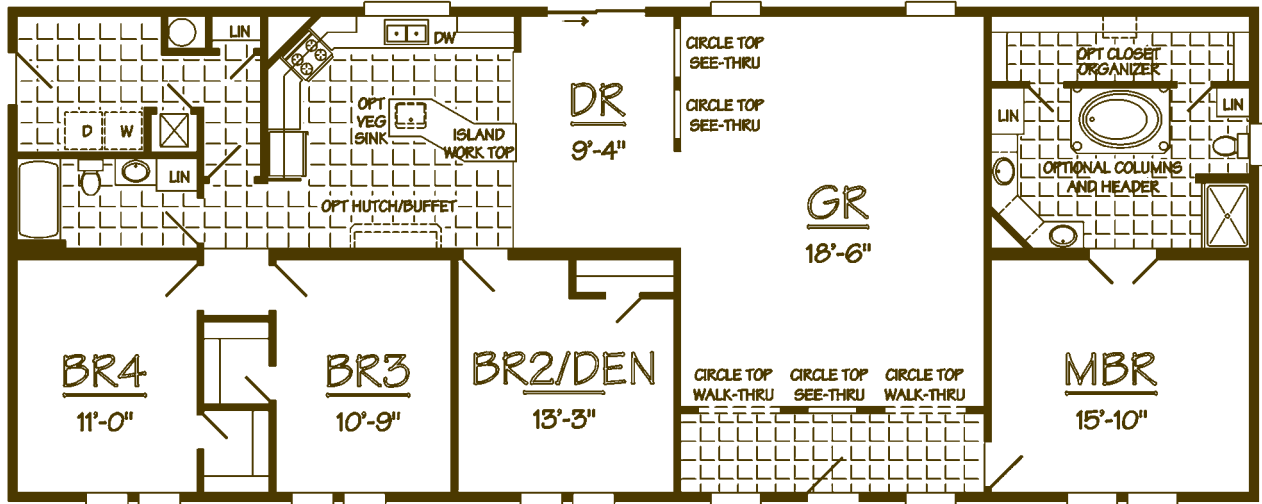 LIN
DW
D
W
LIN
OPT
VEG
SINK
ISLAND
WORK TOP
OPT HUTCH/BUFFET
DR
9'-4"
CIRCLE TOP
SEE-THRU
CIRCLE TOP
SEE-THRU
GR
18'-6"
OPT CLOSET
ORGANIZER
LIN
LIN
OPTIONAL COLUMNS
AND HEADER
BR4
11'-0"
BR3
10'-9"
BR2/DEN
13'-3"
CIRCLE TOP
WALK-THRU
CIRCLE TOP
SEE-THRU
CIRCLE TOP
WALK-THRU
MBR
15'-10"